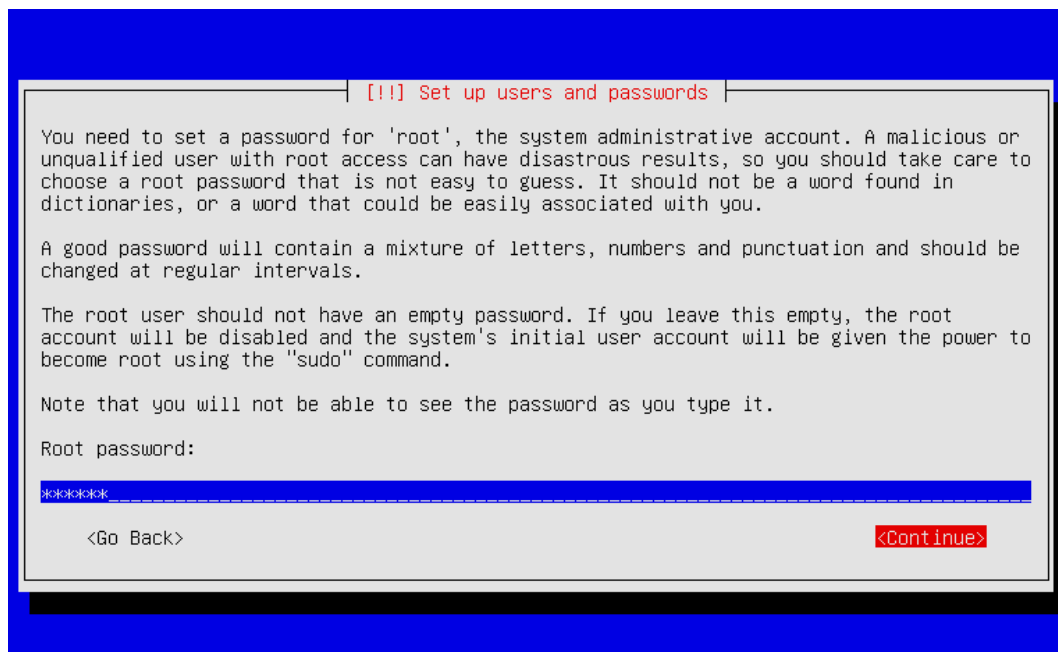 [!!] Set up users and passwords
You need to set a password for 'root', the system administrative account. A malicious or
unqualified user with root access can have disastrous results, so you should take care to
choose a root password that is not easy to guess. It should not be a word found in
dictionaries, or a word that could be easily associated with you.
A good password will contain a mixture of letters, numbers and punctuation and should be
changed at regular intervals.
The root user should not have an empty password. If you leave this empty, the root
account will be disabled and the system's initial user account will be given the power to
become root using the "sudo" command.
Note that you will not be able to see the password as you type it.
Root password:
******
<Go Back> <Continue>